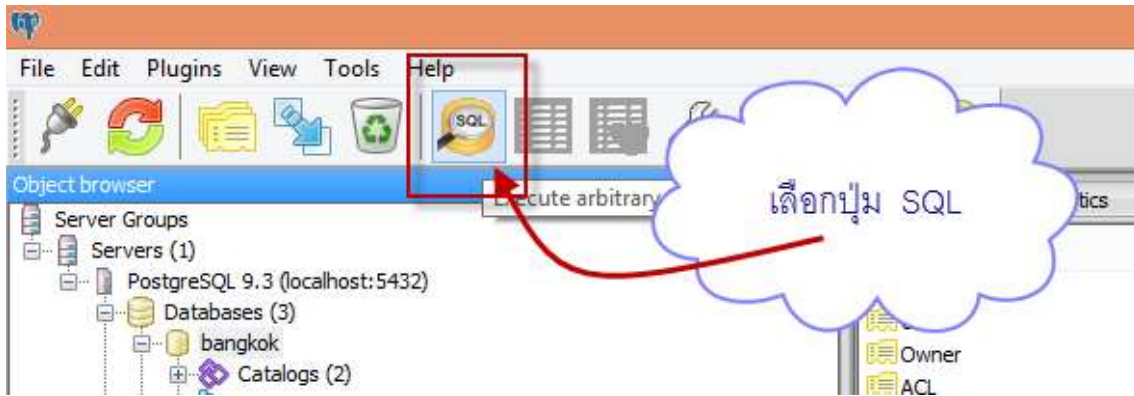 File Edit Plugins View Tools Help
SQL
Object browser
Execute arbitrary
เลือกปุ่ม SQL
tics
Server Groups
Servers (1)
PostgreSQL 9.3 (localhost:5432)
Databases (3)
bangkok
Catalogs (2)
Owner
ACL